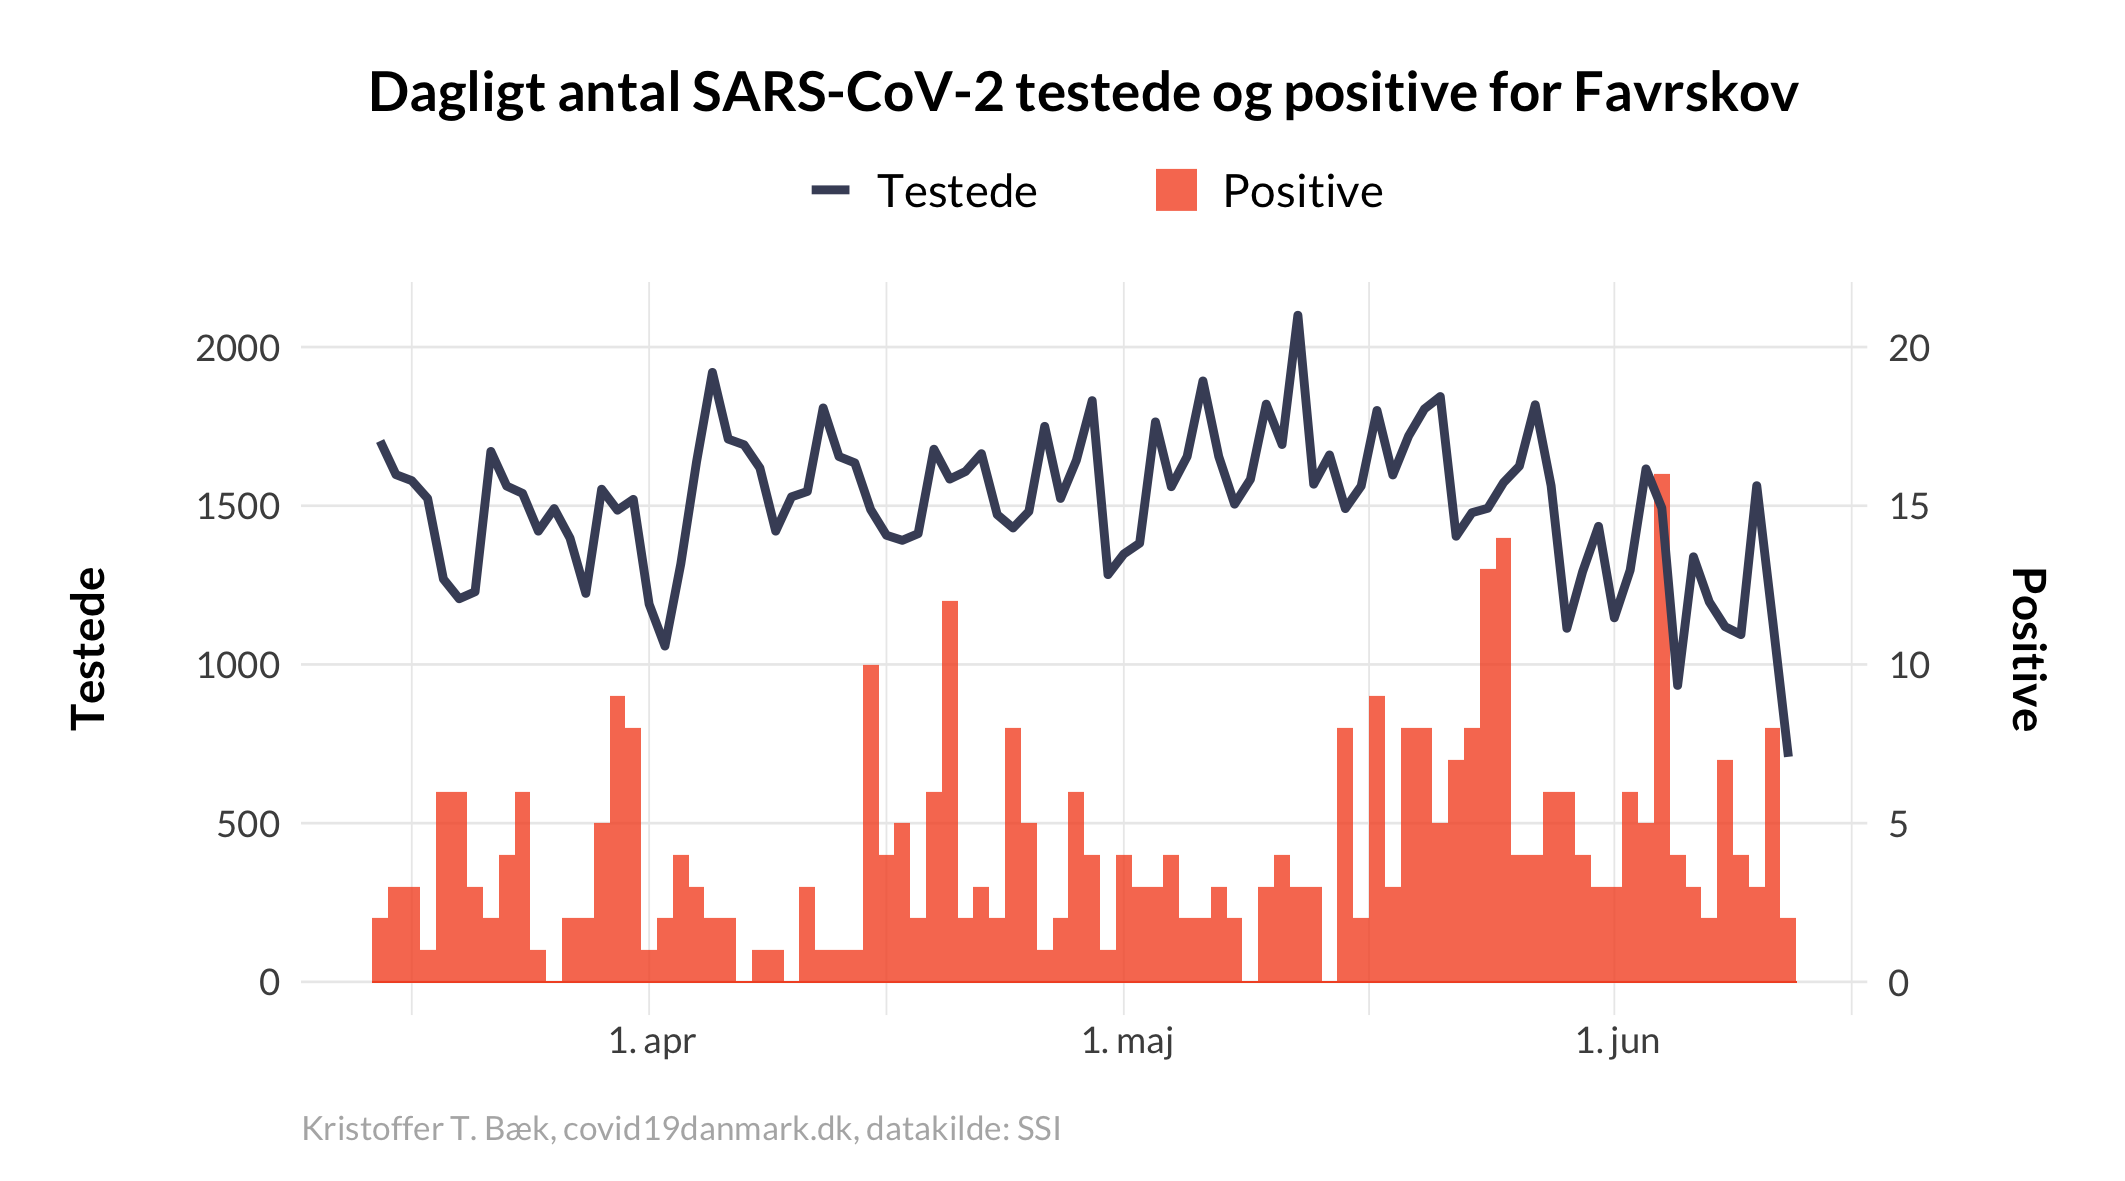 Dagligt antal SARS-CoV-2 testede og positive for Favrskov
Testede
Positive
2000
1500
1000
500
0
Testede
20
15
10
5
0
Positive
1. apr
1. maj
1. jun
Kristoffer T. Bæk, covid19danmark.dk, datakilde: SSI